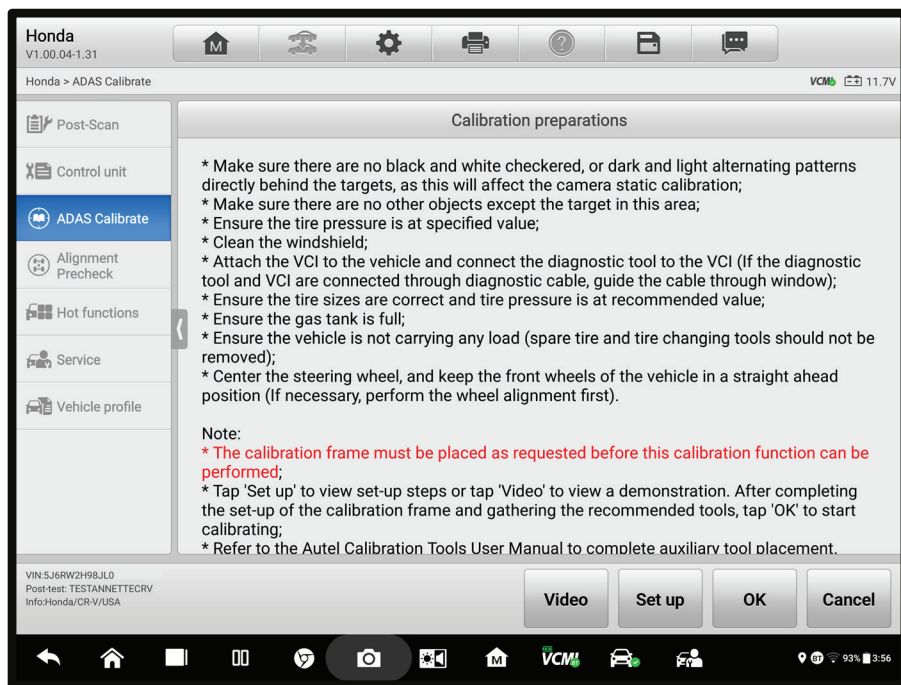 Honda
V1.00.04-1.31
M
?
Honda > ADAS Calibrate
VCMI 11.7V
Post-Scan
Control unit
ADAS Calibrate
Alignment
Precheck
Hot functions
Service
Vehicle profile
Calibration preparations
* Make sure there are no black and white checkered, or dark and light alternating patterns
directly behind the targets, as this will affect the camera static calibration;
* Make sure there are no other objects except the target in this area;
* Ensure the tire pressure is at specified value;
* Clean the windshield;
* Attach the VCI to the vehicle and connect the diagnostic tool to the VCI (If the diagnostic
tool and VCI are connected through diagnostic cable, guide the cable through window);
* Ensure the tire sizes are correct and tire pressure is at recommended value;
* Ensure the gas tank is full;
* Ensure the vehicle is not carrying any load (spare tire and tire changing tools should not be
removed);
* Center the steering wheel, and keep the front wheels of the vehicle in a straight ahead
position (If necessary, perform the wheel alignment first).
Note:
* The calibration frame must be placed as requested before this calibration function can be
performed;
* Tap 'Set up' to view set-up steps or tap 'Video' to view a demonstration. After completing
the set-up of the calibration frame and gathering the recommended tools, tap 'OK' to start
calibrating;
* Refer to the Autel Calibration Tools User Manual to complete auxiliary tool placement.
VIN:5J6RW2H98JL0
Post-test: TESTANNETTECRV
Info:Honda/CR-V/USA
Video
Set up
OK
Cancel
M
VCMI
BT
BT 93% 3:56